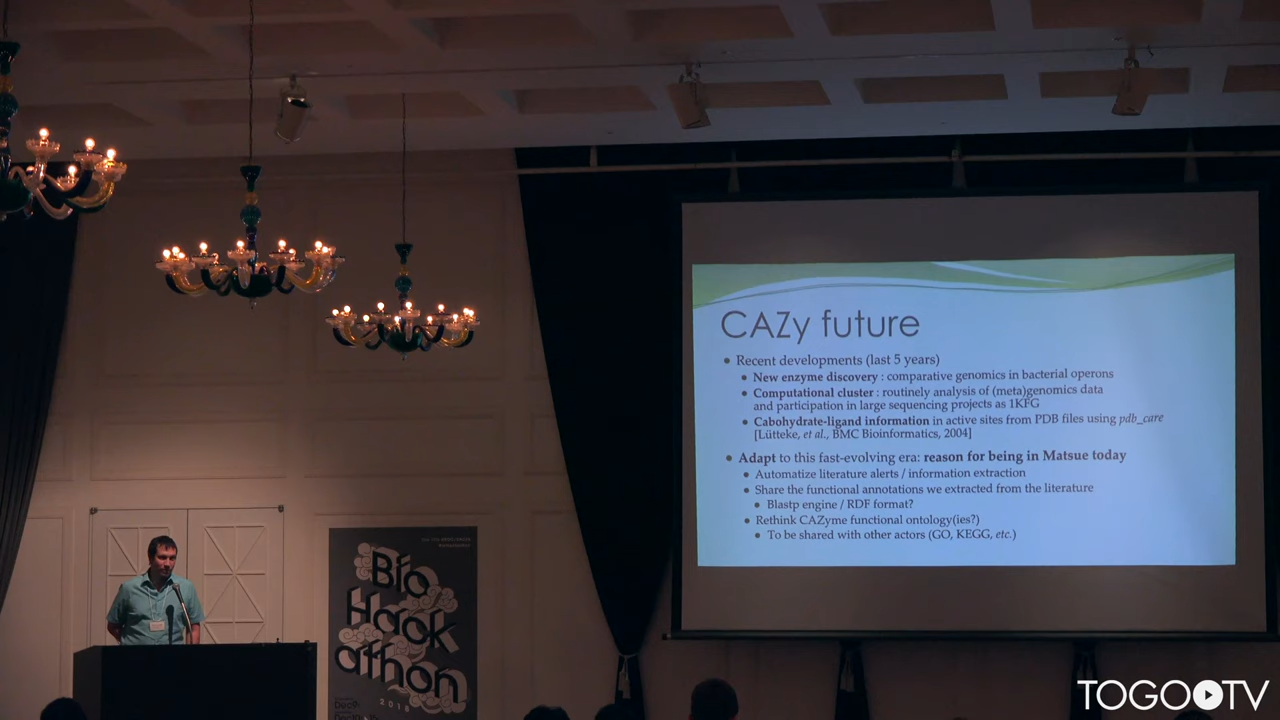 CAZy future
• Recent developments (last 5 years)
• New enzyme discovery : comparative genomics in bacterial operons
• Computational cluster : routinely analysis of (meta)genomics data
and participation in large sequencing projects as 1KFG
• Cabohydrate-ligand information in active sites from PDB files using pdb_care
[Lütteke, et al., BMC Bioinformatics, 2004]
• Adapt to this fast-evolving era: reason for being in Matsue today
• Automatize literature alerts / information extraction
• Share the functional annotations we extracted from the literature
• Blastp engine / RDF format?
• Rethink CAZyme functional ontology(ies?)
• To be shared with other actors (GO, KEGG, etc.)
Bio
Hack
athon
2018
TOGO TV